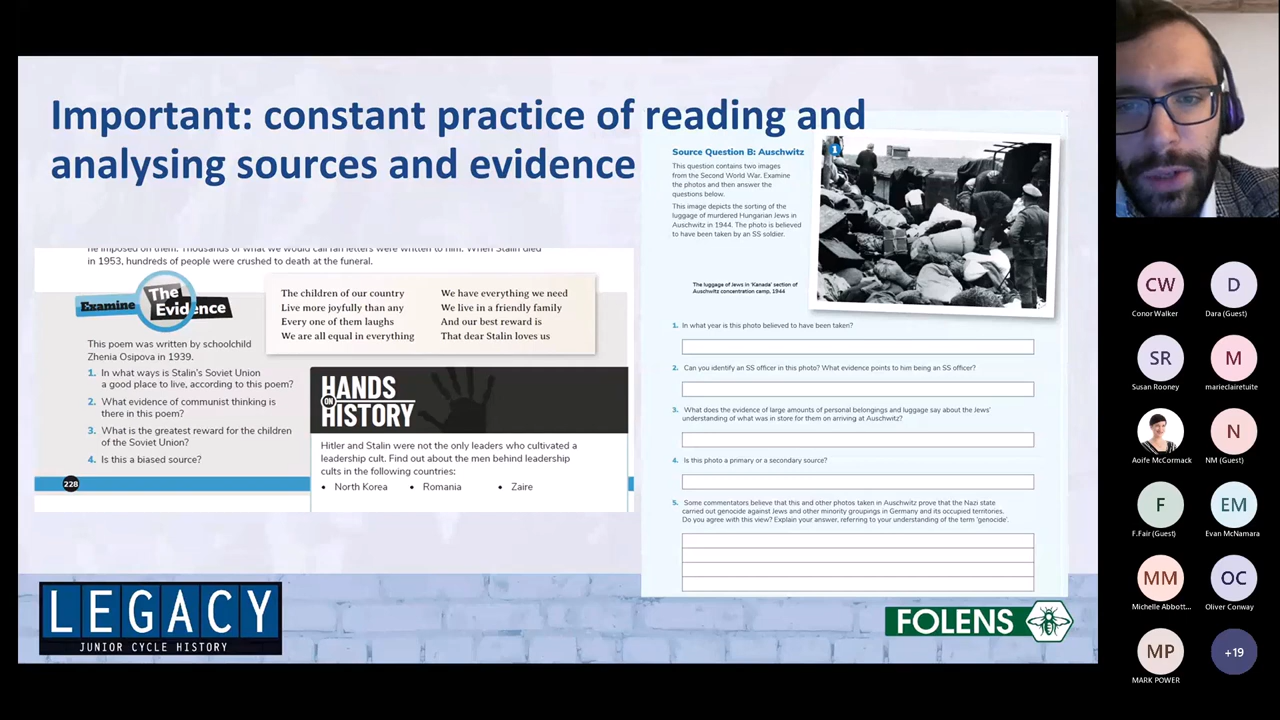 Important: constant practice of reading and
analysing sources and evidence
he imposed on them. Thousands of what we would call fan letters were written to him. When Stalin died
in 1953, hundreds of people were crushed to death at the funeral.
Examine
The
Evidence
The children of our country
Live more joyfully than any
Every one of them laughs
We are all equal in everything
We have everything we need
We live in a friendly family
And our best reward is
That dear Stalin loves us
This poem was written by schoolchild
Zhenia Osipova in 1939.
1. In what ways is Stalin's Soviet Union
a good place to live, according to this poem?
2. What evidence of communist thinking is
there in this poem?
3. What is the greatest reward for the children
of the Soviet Union?
4. Is this a biased source?
228
HANDS
ON
HISTORY
Hitler and Stalin were not the only leaders who cultivated a
leadership cult. Find out about the men behind leadership
cults in the following countries:
• North Korea • Romania • Zaire
Source Question B: Auschwitz
This question contains two images
from the Second World War. Examine
the photos and then answer the
questions below.
This image depicts the sorting of the
luggage of murdered Hungarian Jews in
Auschwitz in 1944. The photo is believed
to have been taken by an SS soldier.
1
The luggage of Jews in 'Kanada' section of
Auschwitz concentration camp, 1944
1. In what year is this photo believed to have been taken?
2. Can you identify an SS officer in this photo? What evidence points to him being an SS officer?
3. What does the evidence of large amounts of personal belongings and luggage say about the Jews'
understanding of what was in store for them on arriving at Auschwitz?
4. Is this photo a primary or a secondary source?
5. Some commentators believe that this and other photos taken in Auschwitz prove that the Nazi state
carried out genocide against Jews and other minority groupings in Germany and its occupied territories.
Do you agree with this view? Explain your answer, referring to your understanding of the term 'genocide'.
LEGACY
JUNIOR CYCLE HISTORY
FOLENS
CW
Conor Walker
D
Dara (Guest)
SR
Susan Rooney
M
marieclairetuite
Aoife McCormack
N
NM (Guest)
F
F.Fair (Guest)
EM
Evan McNamara
MM
Michelle Abbott...
OC
Oliver Conway
MP
MARK POWER
+19